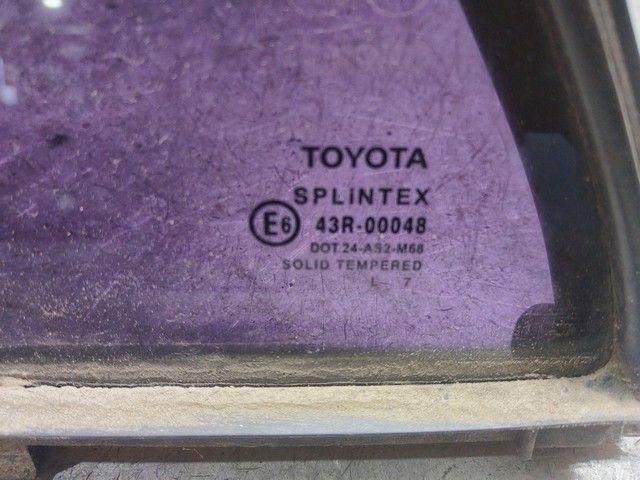 TOYOTA
SPLINTEX
E6 43R-00048
DOT 24-AS2-M68
SOLID TEMPERED
L 7